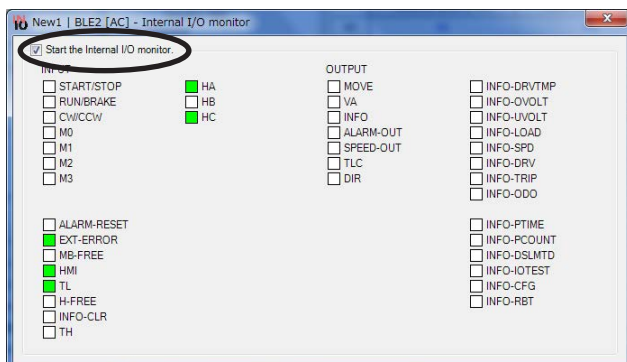 New1 | BLE2 [AC] - Internal I/O monitor
Start the Internal I/O monitor.
INPUT
START/STOP
RUN/BRAKE
CW/CCW
M0
M1
M2
M3
HA
HB
HC
ALARM-RESET
EXT-ERROR
MB-FREE
HMI
TL
H-FREE
INFO-CLR
TH
OUTPUT
MOVE
VA
INFO
ALARM-OUT
SPEED-OUT
TLC
DIR
INFO-DRVTMP
INFO-OVOLT
INFO-UVOLT
INFO-LOAD
INFO-SPD
INFO-DRV
INFO-TRIP
INFO-ODO
INFO-PTIME
INFO-PCOUNT
INFO-DSLMTD
INFO-IOTEST
INFO-CFG
INFO-RBT